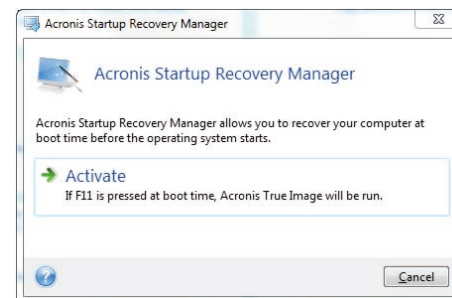 Acronis Startup Recovery Manager
Acronis Startup Recovery Manager
Acronis Startup Recovery Manager allows you to recover your computer at
boot time before the operating system starts.
Activate
If F11 is pressed at boot time, Acronis True Image will be run.
Cancel